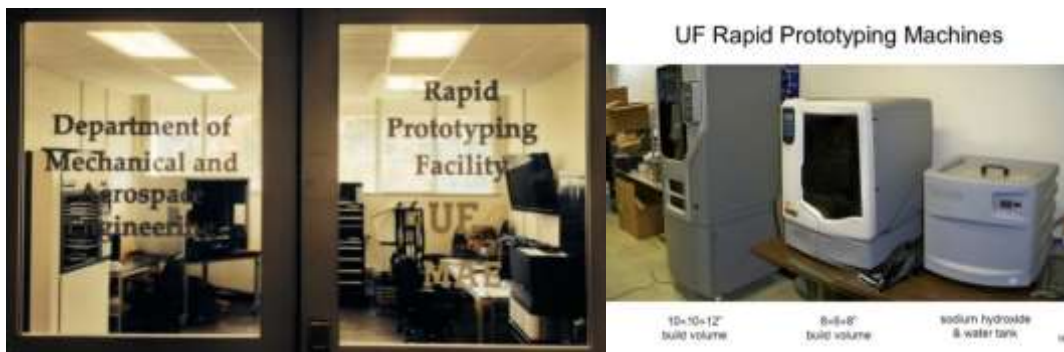 Department of
Mechanical and
Aerospace
Engineering
Rapid
Prototyping
Facility
UF
MAE
UF Rapid Prototyping Machines
10×10×12"
build volume
8×8×8"
build volume
sodium hydroxide
& water tank